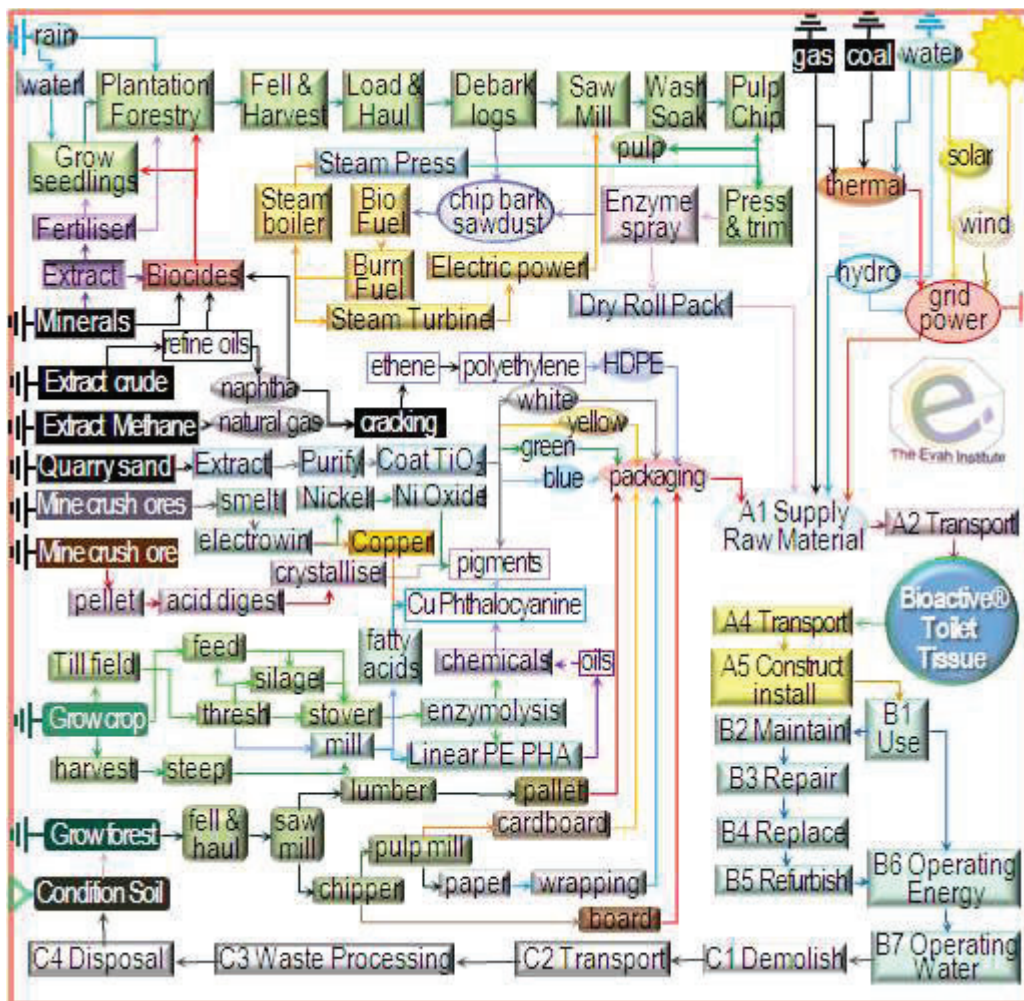 rain
gas
coal
water
water
Plantation
Forestry
Fell &
Harvest
Load &
Haul
Debark
logs
Saw
Mill
Wash
Soak
Pulp
Chip
pulp
Grow
seedlings
Steam Press
solar
thermal
Steam
boiler
Bio
Fuel
chip bark
sawdust
Enzyme
spray
Press
& trim
wind
Fertiliser
Extract
Biocides
Burn
Fuel
Electric power
hydro
grid
power
Minerals
Steam Turbine
Dry Roll Pack
refine oils
ethene
polyethylene
HDPE
Extract crude
naphtha
white
Extract Methane
natural gas
cracking
yellow
green
The Evah Institute
Quarry sand
Extract
Purify
Coat TiO₂
blue
packaging
Mine crush ores
smelt
Nickel
Ni Oxide
A1 Supply
Raw Material
A2 Transport
electrowin
Copper
Mine crush ore
crystallise
pigments
pellet
acid digest
Cu Phthalocyanine
Bioactive®
Toilet
Tissue
A4 Transport
feed
fatty
acids
chemicals
oils
Till field
silage
A5 Construct
install
Grow crop
thresh
stover
enzymolysis
B1
Use
B2 Maintain
mill
Linear PE PHA
harvest
steep
B3 Repair
lumber
pallet
cardboard
Grow forest
fell &
haul
saw
mill
B4 Replace
pulp mill
B6 Operating
Energy
Condition Soil
chipper
paper
wrapping
B5 Refurbish
board
C4 Disposal
C3 Waste Processing
C2 Transport
C1 Demolish
B7 Operating
Water